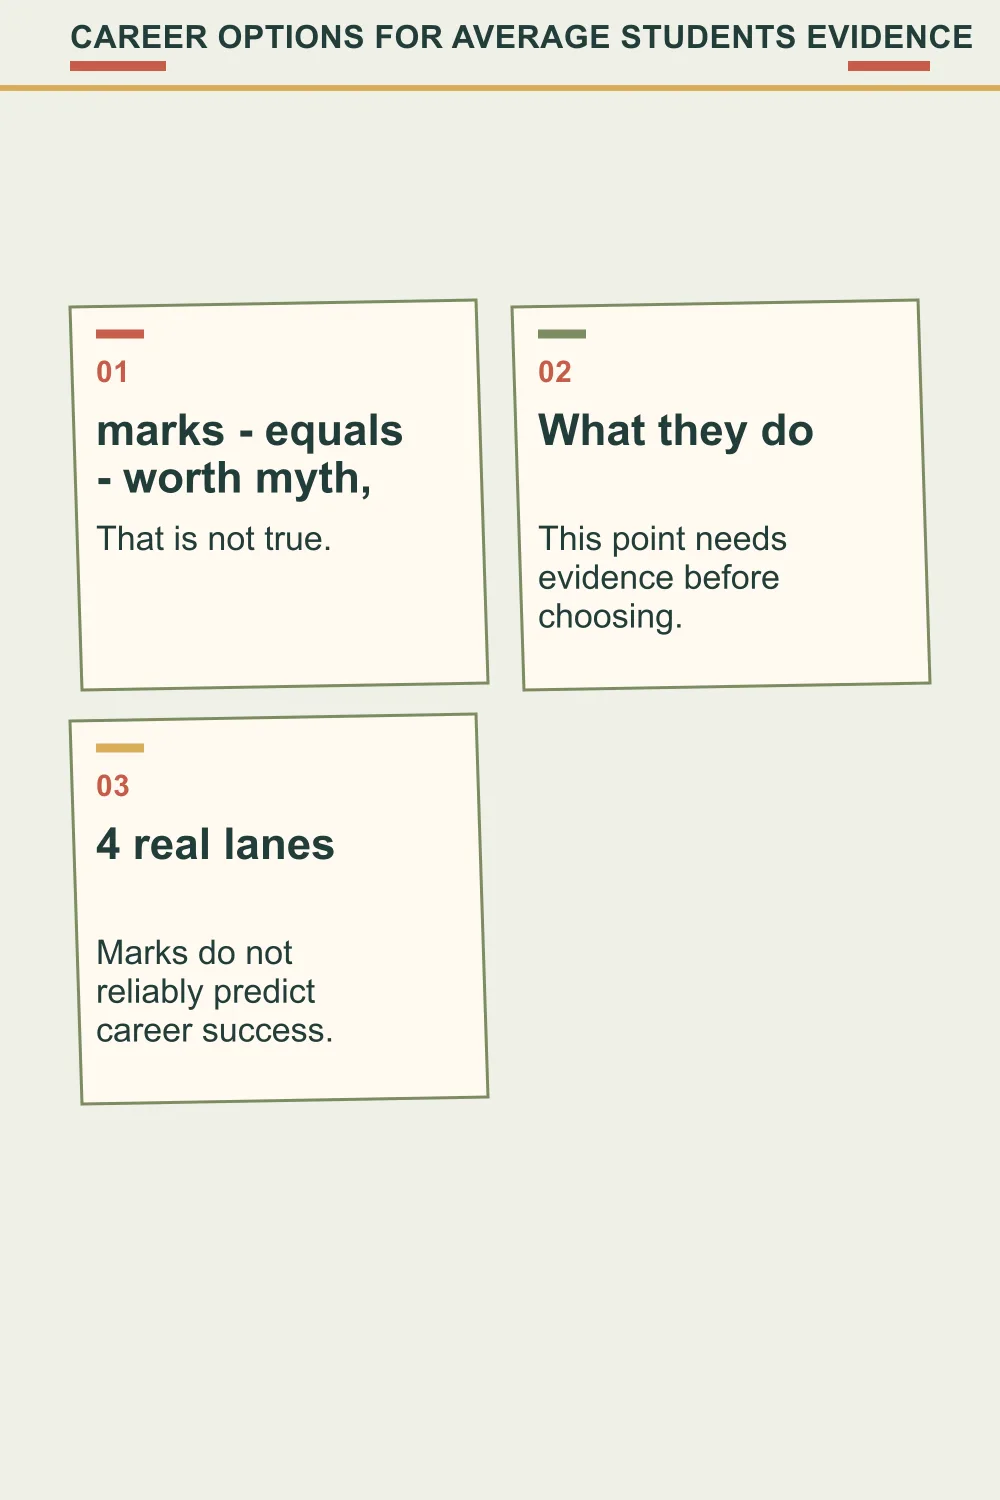 CAREER OPTIONS FOR AVERAGE STUDENTS EVIDENCE
01
marks - equals
- worth myth,
That is not true.
02
What they do
This point needs
evidence before
choosing.
03
4 real lanes
Marks do not
reliably predict
career success.